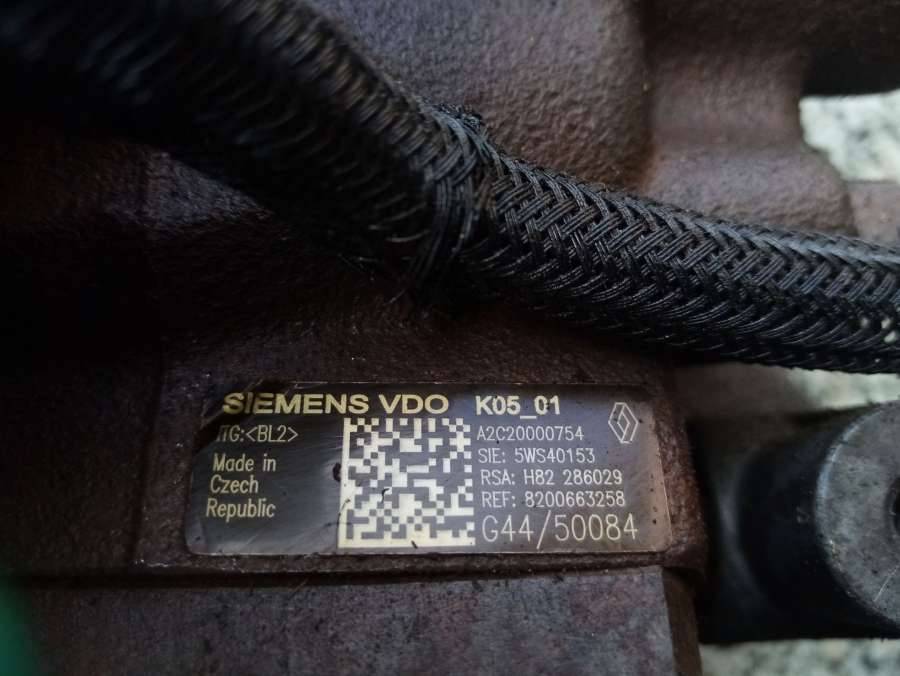 SIEMENS VDO K05_01
ITG:<BL2>
A2C20000754
SIE: 5WS40153
Made in
Czech
Republic
RSA: H82 286029
REF: 8200663258
G44/50084